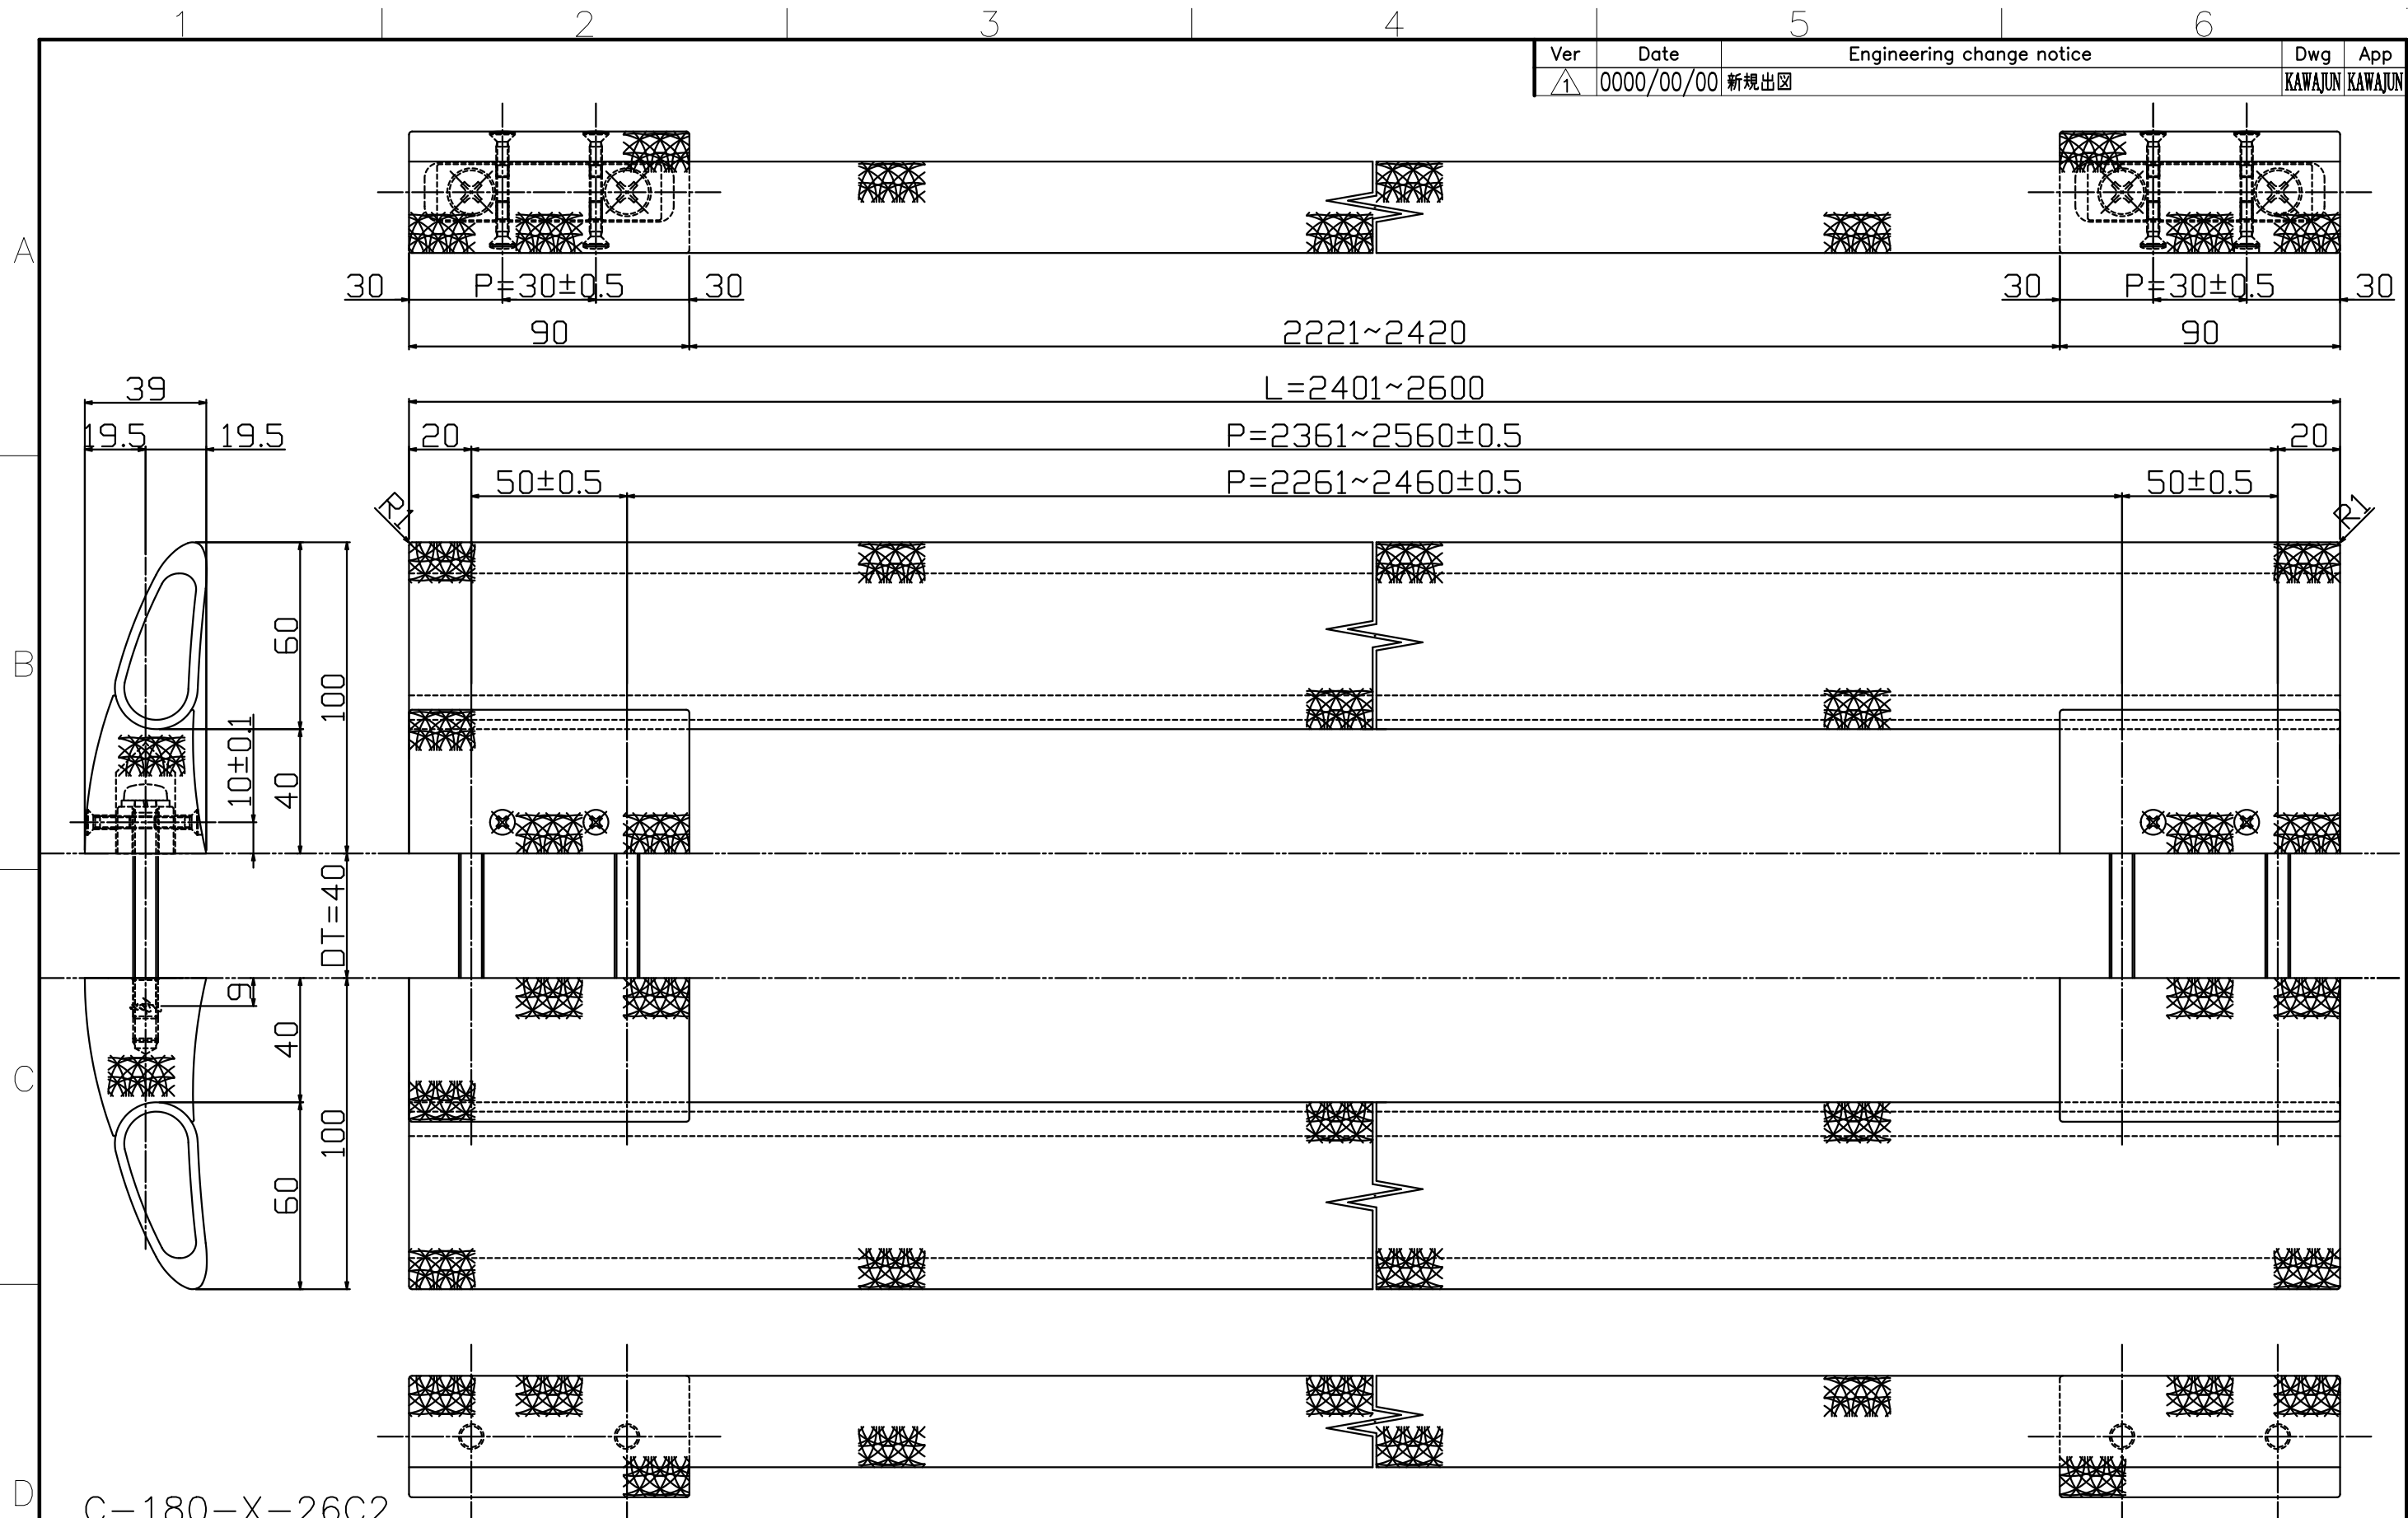 1 2 3 4 5 6
Ver Date Engineering change notice Dwg App
1 0000/00/00 新規出図 KAWAJUN KAWAJUN
A
30 P=30±0.5 30 30 P=30±0.5 30
90 2221~2420 90
39 L=2401~2600
19.5 19.5 20 P=2361~2560±0.5 20
50±0.5 P=2261~2460±0.5 50±0.5
R1 R1
B
60
100
10±0.1
40
DT=40
9
40
C
100
60
D
C-180-X-26C2